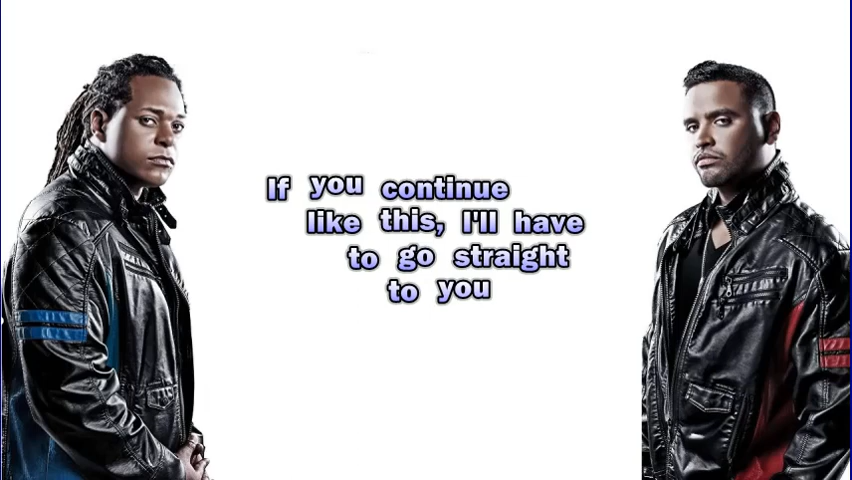 If you continue
like this, I'll have
to go straight
to you